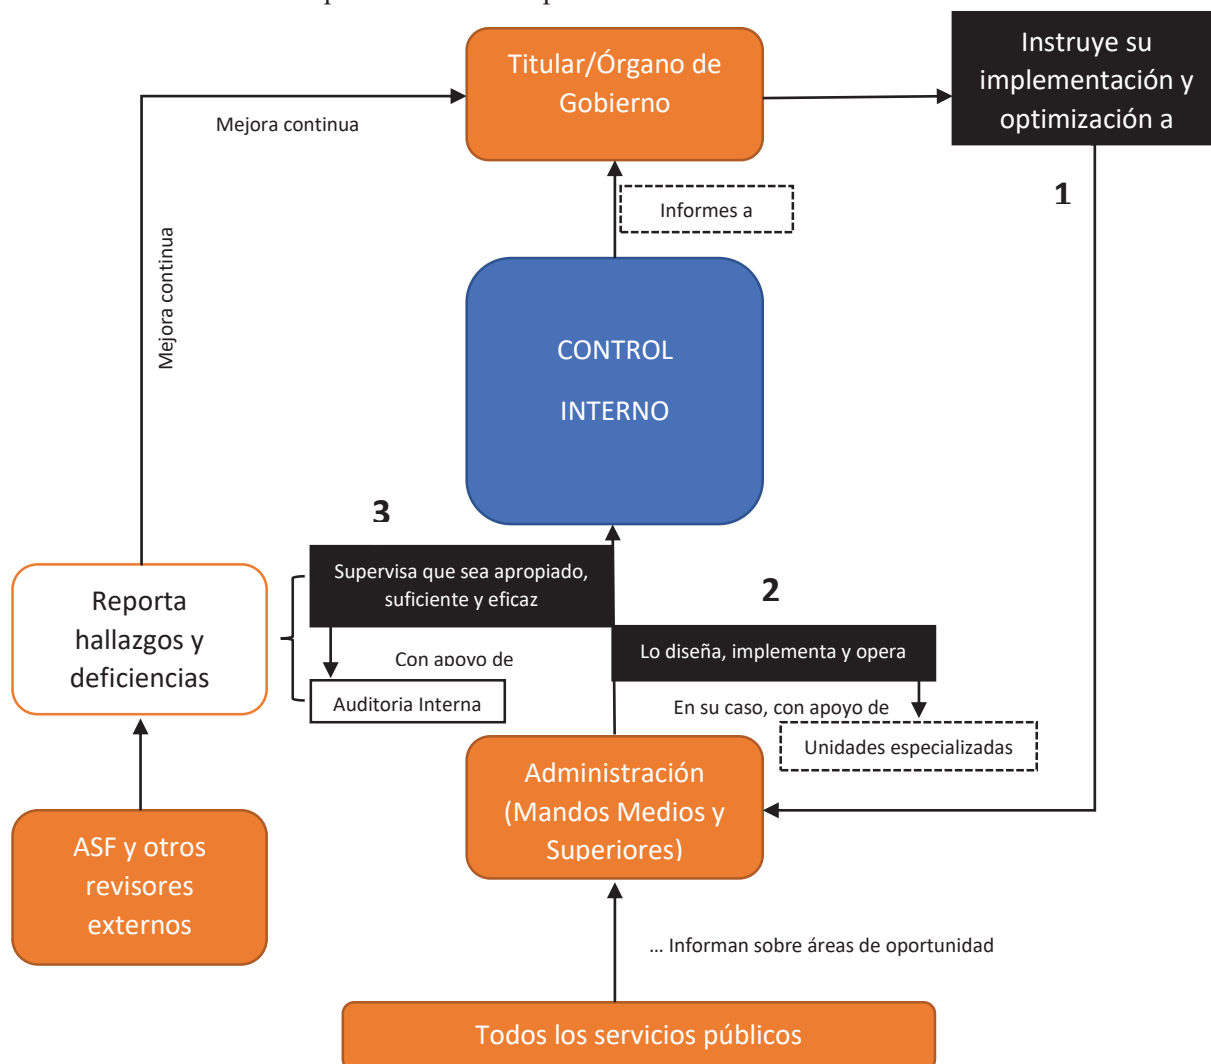 Titular/Órgano de
Gobierno
Instruye su
implementación y
optimización a
Mejora continua
1
Informes a
Mejora continua
CONTROL
INTERNO
3
Supervisa que sea apropiado,
suficiente y eficaz
2
Reporta
hallazgos y
deficiencias
Con apoyo de
Lo diseña, implementa y opera
Auditoria Interna
En su caso, con apoyo de
Unidades especializadas
Administración
(Mandos Medios y
Superiores)
ASF y otros
revisores
externos
... Informan sobre áreas de oportunidad
Todos los servicios públicos